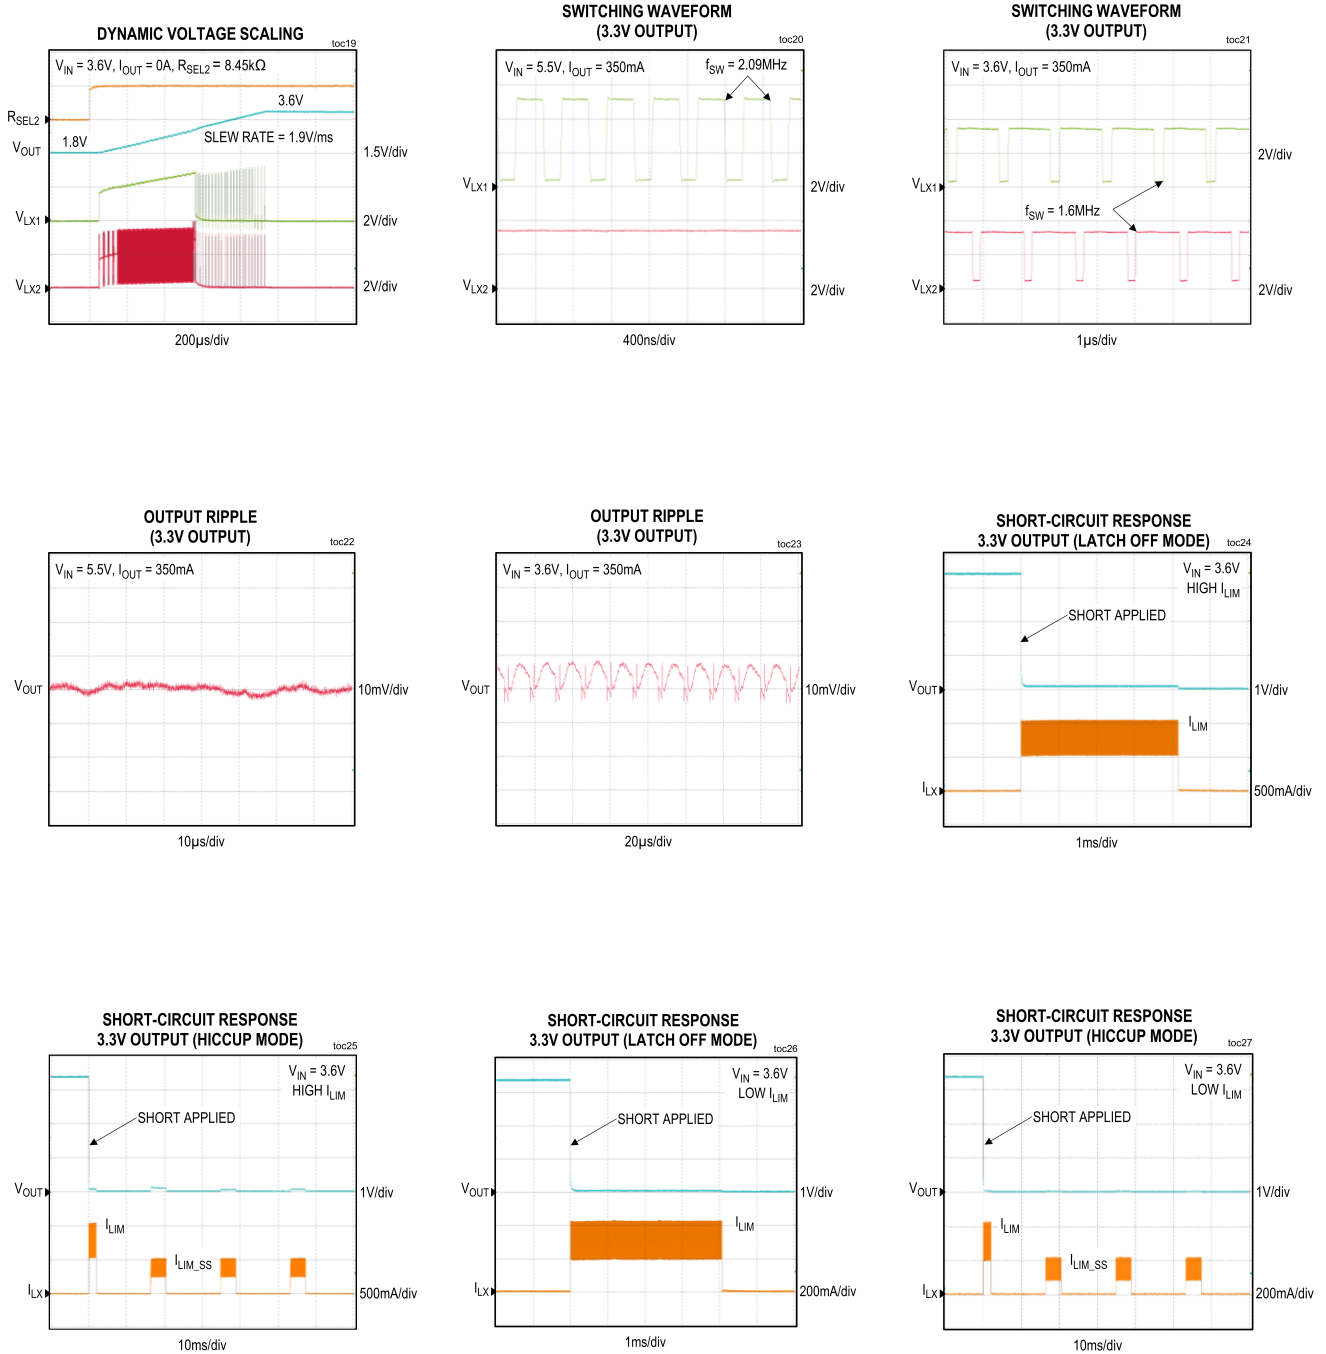 DYNAMIC VOLTAGE SCALING
toc19
VIN = 3.6V, IOUT = 0A, RSEL2 = 8.45kΩ
RSEL2
3.6V
1.8V
SLEW RATE = 1.9V/ms
VOUT
1.5V/div
VLX1
2V/div
VLX2
2V/div
200µs/div
SWITCHING WAVEFORM
(3.3V OUTPUT)
toc20
VIN = 5.5V, IOUT = 350mA
fSW = 2.09MHz
VLX1
2V/div
VLX2
2V/div
400ns/div
SWITCHING WAVEFORM
(3.3V OUTPUT)
toc21
VIN = 3.6V, IOUT = 350mA
2V/div
VLX1
fSW = 1.6MHz
VLX2
2V/div
1µs/div
OUTPUT RIPPLE
(3.3V OUTPUT)
toc22
VIN = 5.5V, IOUT = 350mA
VOUT
10mV/div
10µs/div
OUTPUT RIPPLE
(3.3V OUTPUT)
toc23
VIN = 3.6V, IOUT = 350mA
VOUT
10mV/div
20µs/div
SHORT-CIRCUIT RESPONSE
3.3V OUTPUT (LATCH OFF MODE)
toc24
VIN = 3.6V
HIGH ILIM
SHORT APPLIED
VOUT
1V/div
ILIM
ILX
500mA/div
1ms/div
SHORT-CIRCUIT RESPONSE
3.3V OUTPUT (HICCUP MODE)
toc25
VIN = 3.6V
HIGH ILIM
SHORT APPLIED
VOUT
1V/div
ILIM
ILIM_SS
ILX
500mA/div
10ms/div
SHORT-CIRCUIT RESPONSE
3.3V OUTPUT (LATCH OFF MODE)
toc26
VIN = 3.6V
LOW ILIM
SHORT APPLIED
VOUT
1V/div
ILIM
ILX
200mA/div
1ms/div
SHORT-CIRCUIT RESPONSE
3.3V OUTPUT (HICCUP MODE)
toc27
VIN = 3.6V
LOW ILIM
SHORT APPLIED
VOUT
1V/div
ILIM
ILIM_SS
ILX
200mA/div
10ms/div